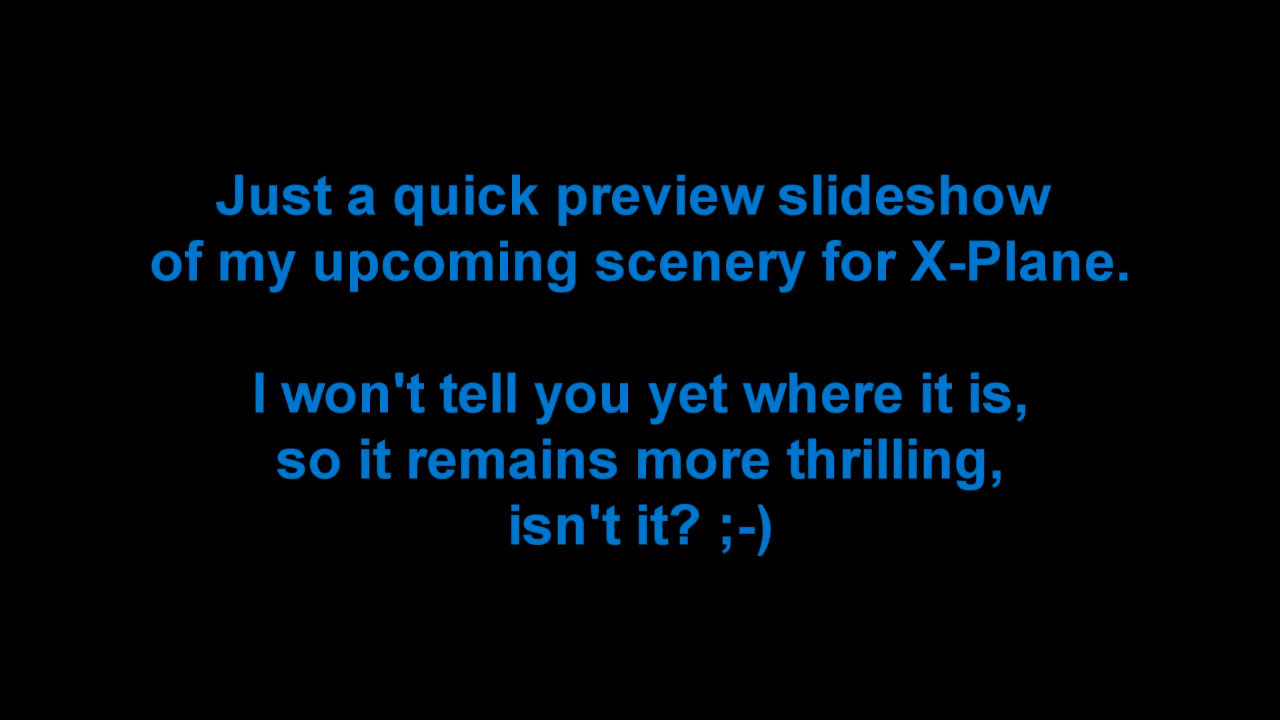 Just a quick preview slideshow
of my upcoming scenery for X-Plane.
I won't tell you yet where it is,
so it remains more thrilling,
isn't it? ;-)